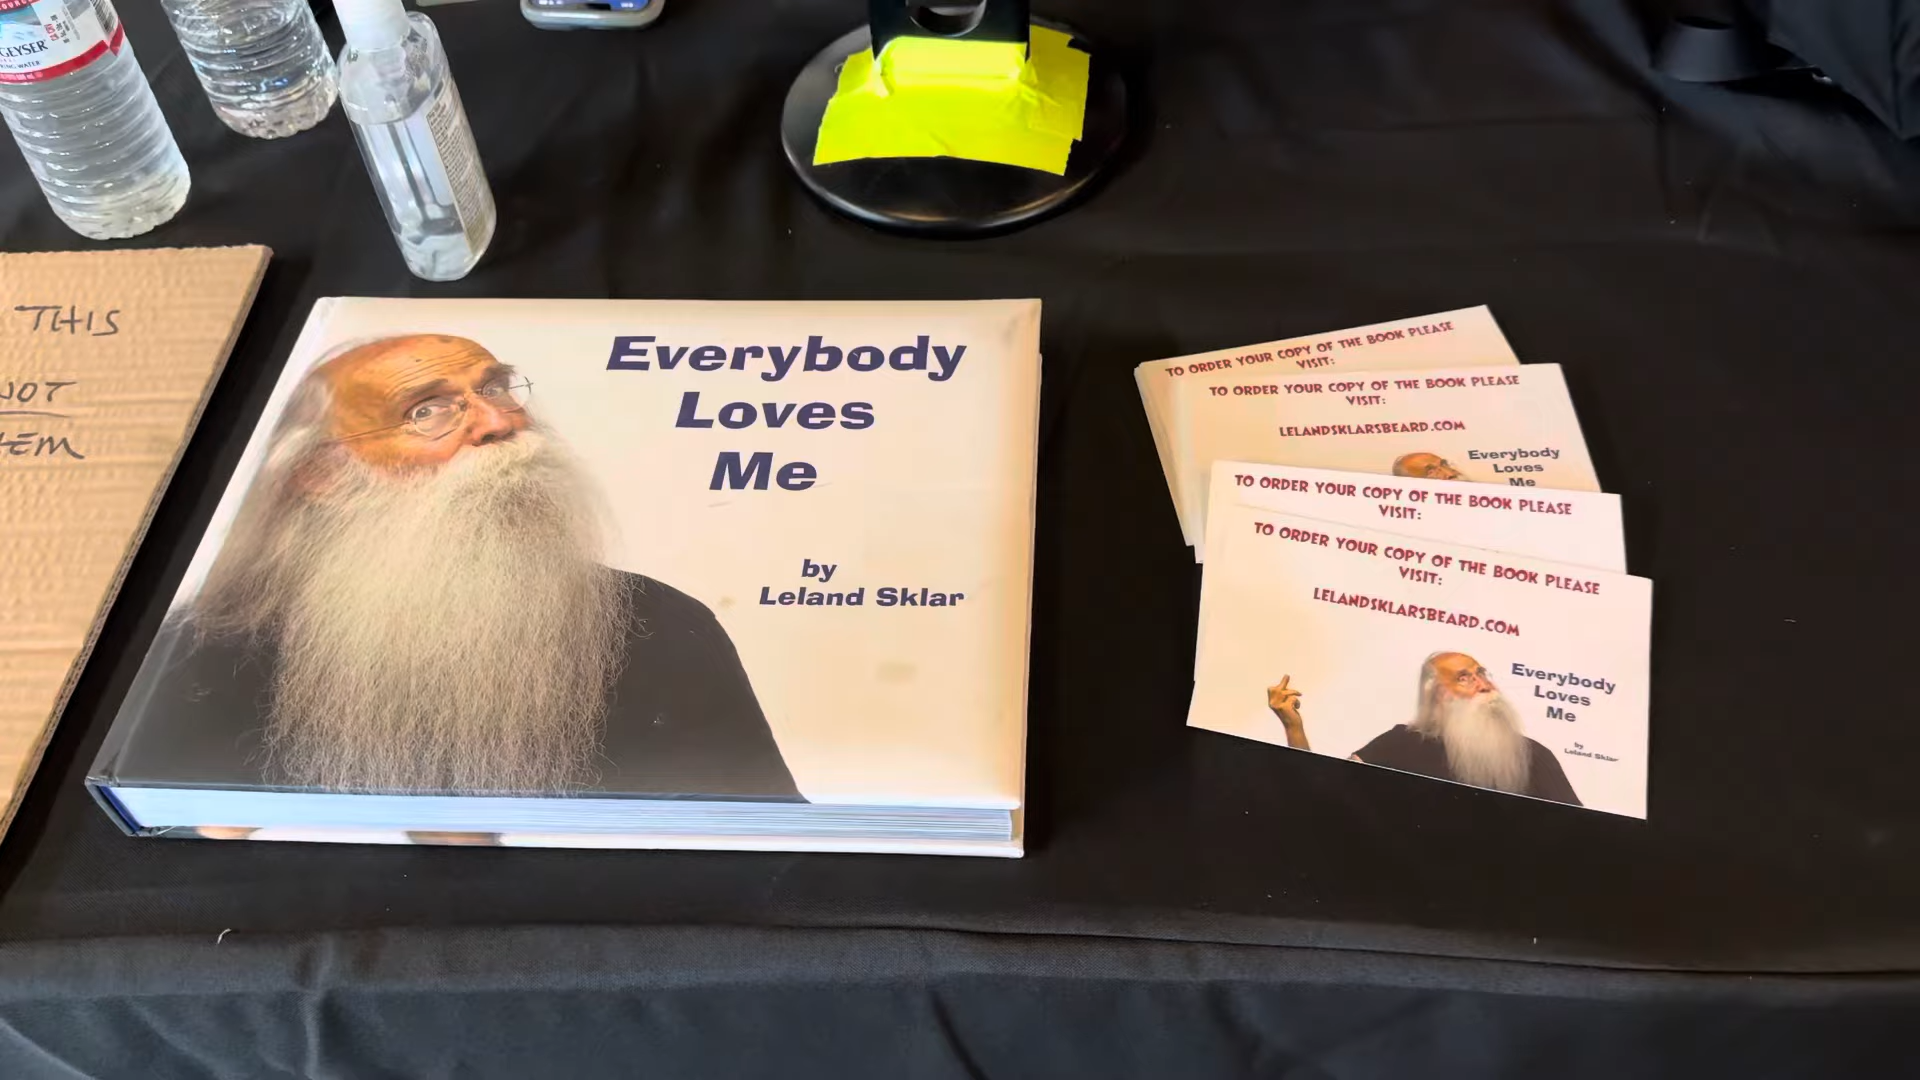 GEYSER
THIS
NOT
Everybody
Loves
Me
by
Leland Sklar
TO ORDER YOUR COPY OF THE BOOK PLEASE
VISIT:
TO ORDER YOUR COPY OF THE BOOK PLEASE
VISIT:
LELANDSKLARSBEARD.COM
Everybody
Loves
Me
TO ORDER YOUR COPY OF THE BOOK PLEASE
VISIT:
TO ORDER YOUR COPY OF THE BOOK PLEASE
VISIT:
LELANDSKLARSBEARD.COM
Everybody
Loves
Me
by
Leland Sklar